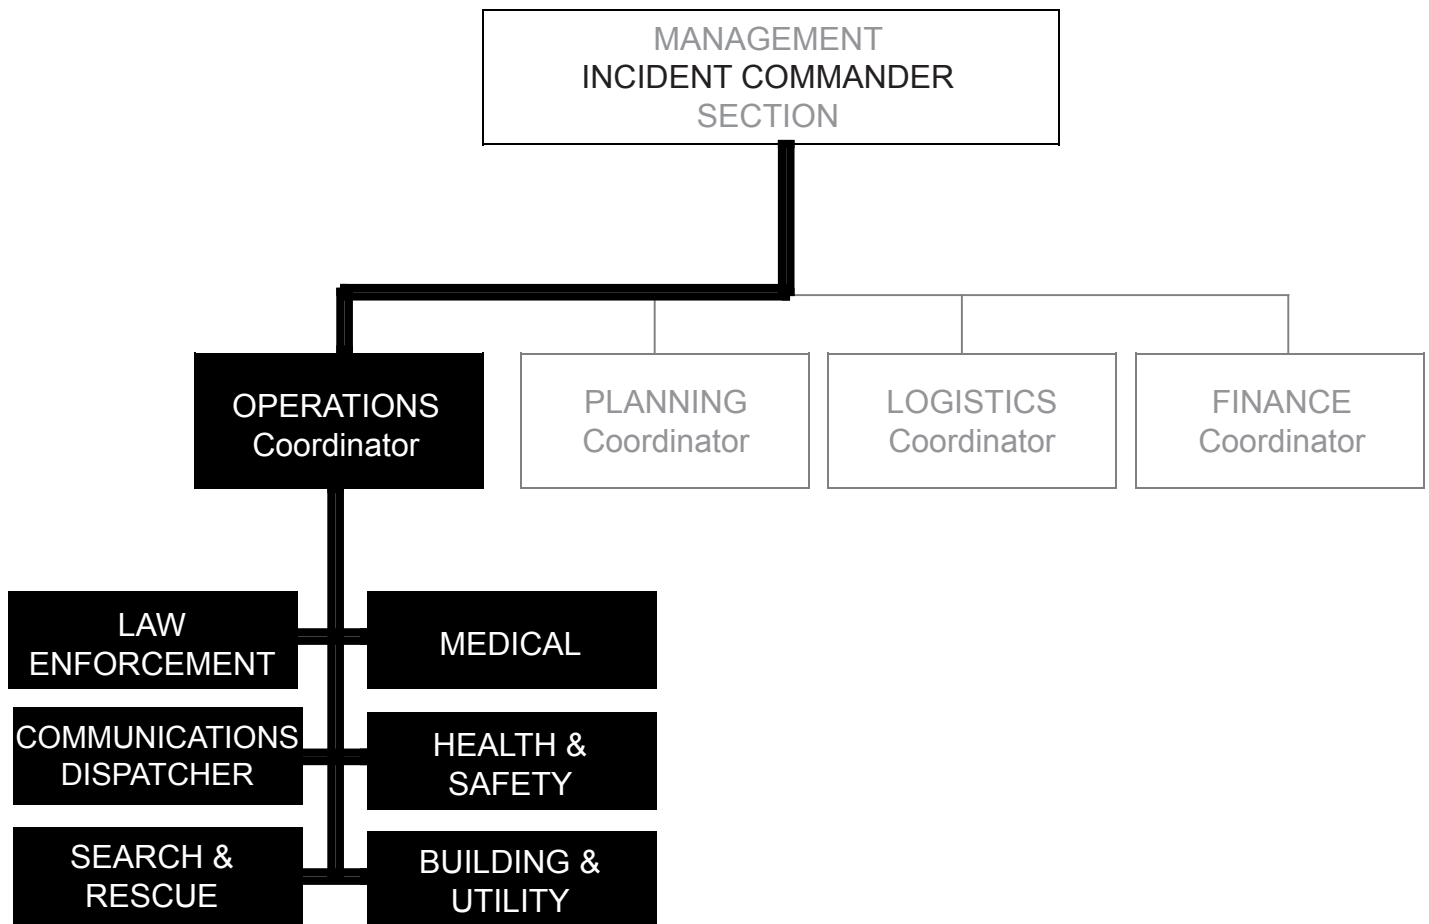 MANAGEMENT
INCIDENT COMMANDER
SECTION
OPERATIONS
Coordinator
PLANNING
Coordinator
LOGISTICS
Coordinator
FINANCE
Coordinator
LAW
ENFORCEMENT
MEDICAL
COMMUNICATIONS
DISPATCHER
HEALTH &
SAFETY
SEARCH &
RESCUE
BUILDING &
UTILITY